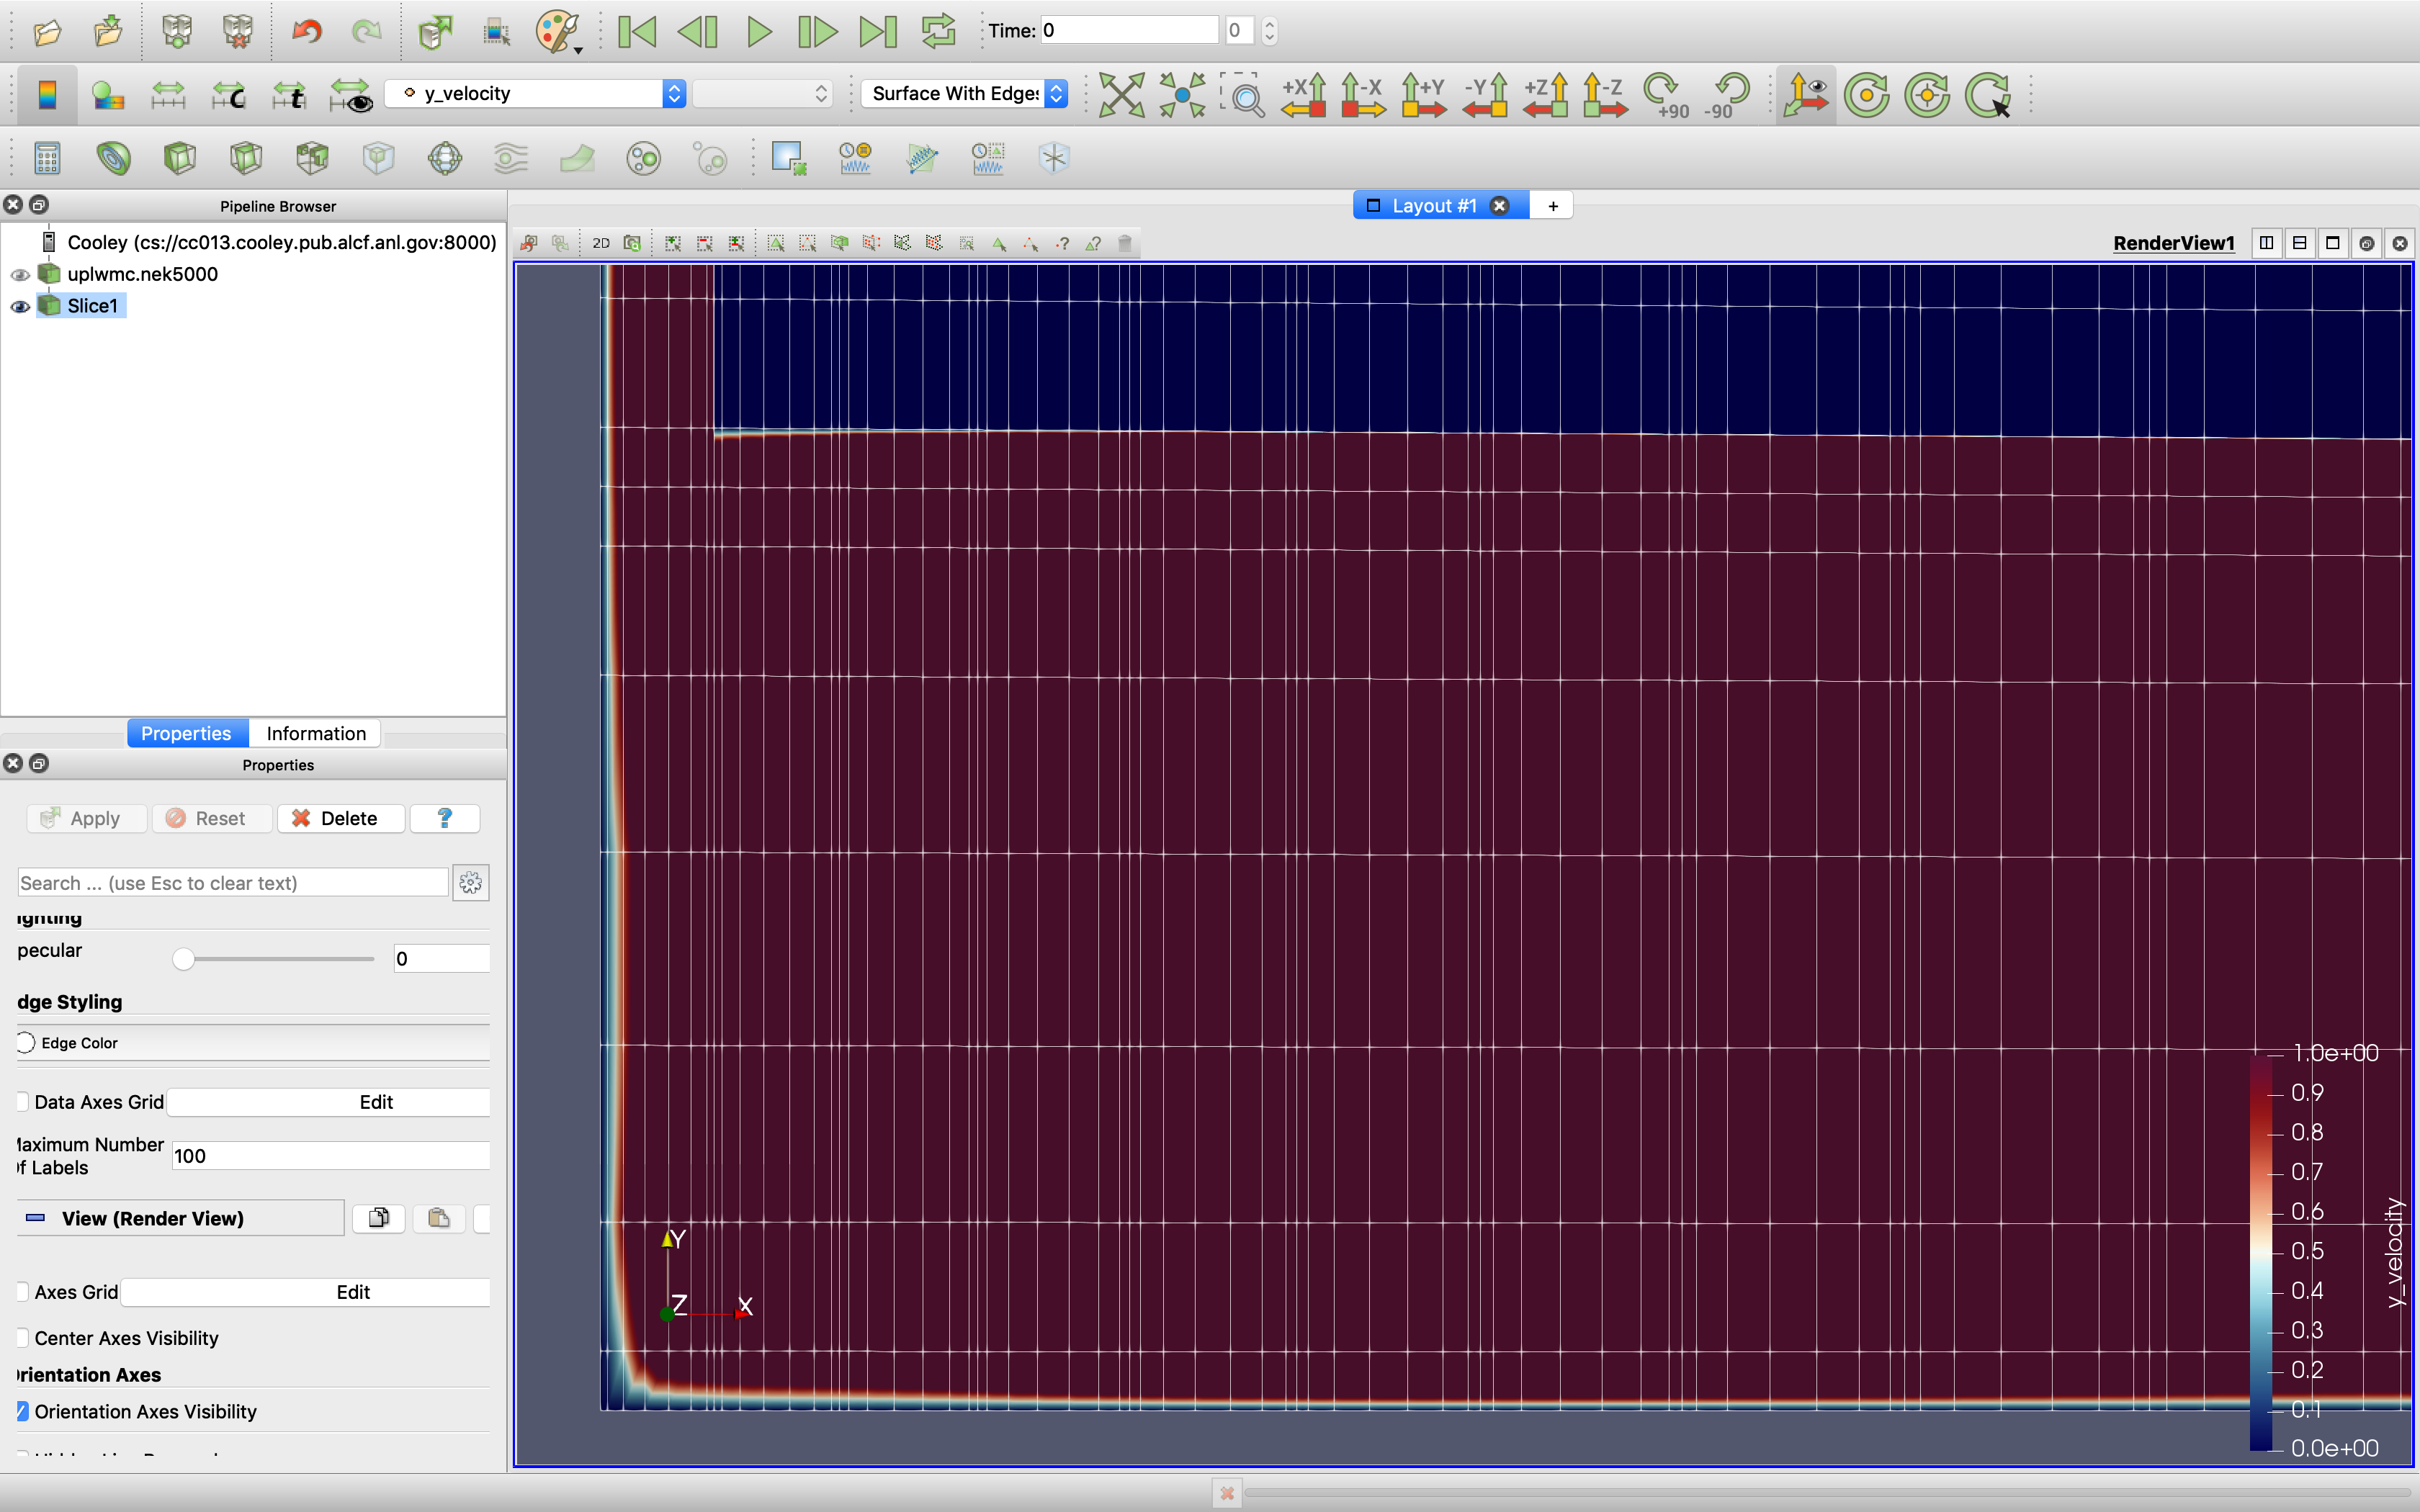 Time: 0 0
y_velocity Surface With Edges +X -X +Y -Y +Z -Z +90 -90
Pipeline Browser
Layout #1 +
Cooley (cs://cc013.cooley.pub.alcf.anl.gov:8000)
2D
RenderView1
uplwmc.nek5000
Slice1
Properties Information
Properties
Apply Reset Delete ?
Search ... (use Esc to clear text)
ighting
pecular 0
dge Styling
Edge Color
Data Axes Grid Edit
Maximum Number
Of Labels
100
View (Render View)
Axes Grid Edit
Center Axes Visibility
Orientation Axes
Orientation Axes Visibility
Y
Z X
1.0e+00
0.9
0.8
0.7
0.6
0.5
0.4
0.3
0.2
0.1
0.0e+00
y_velocity